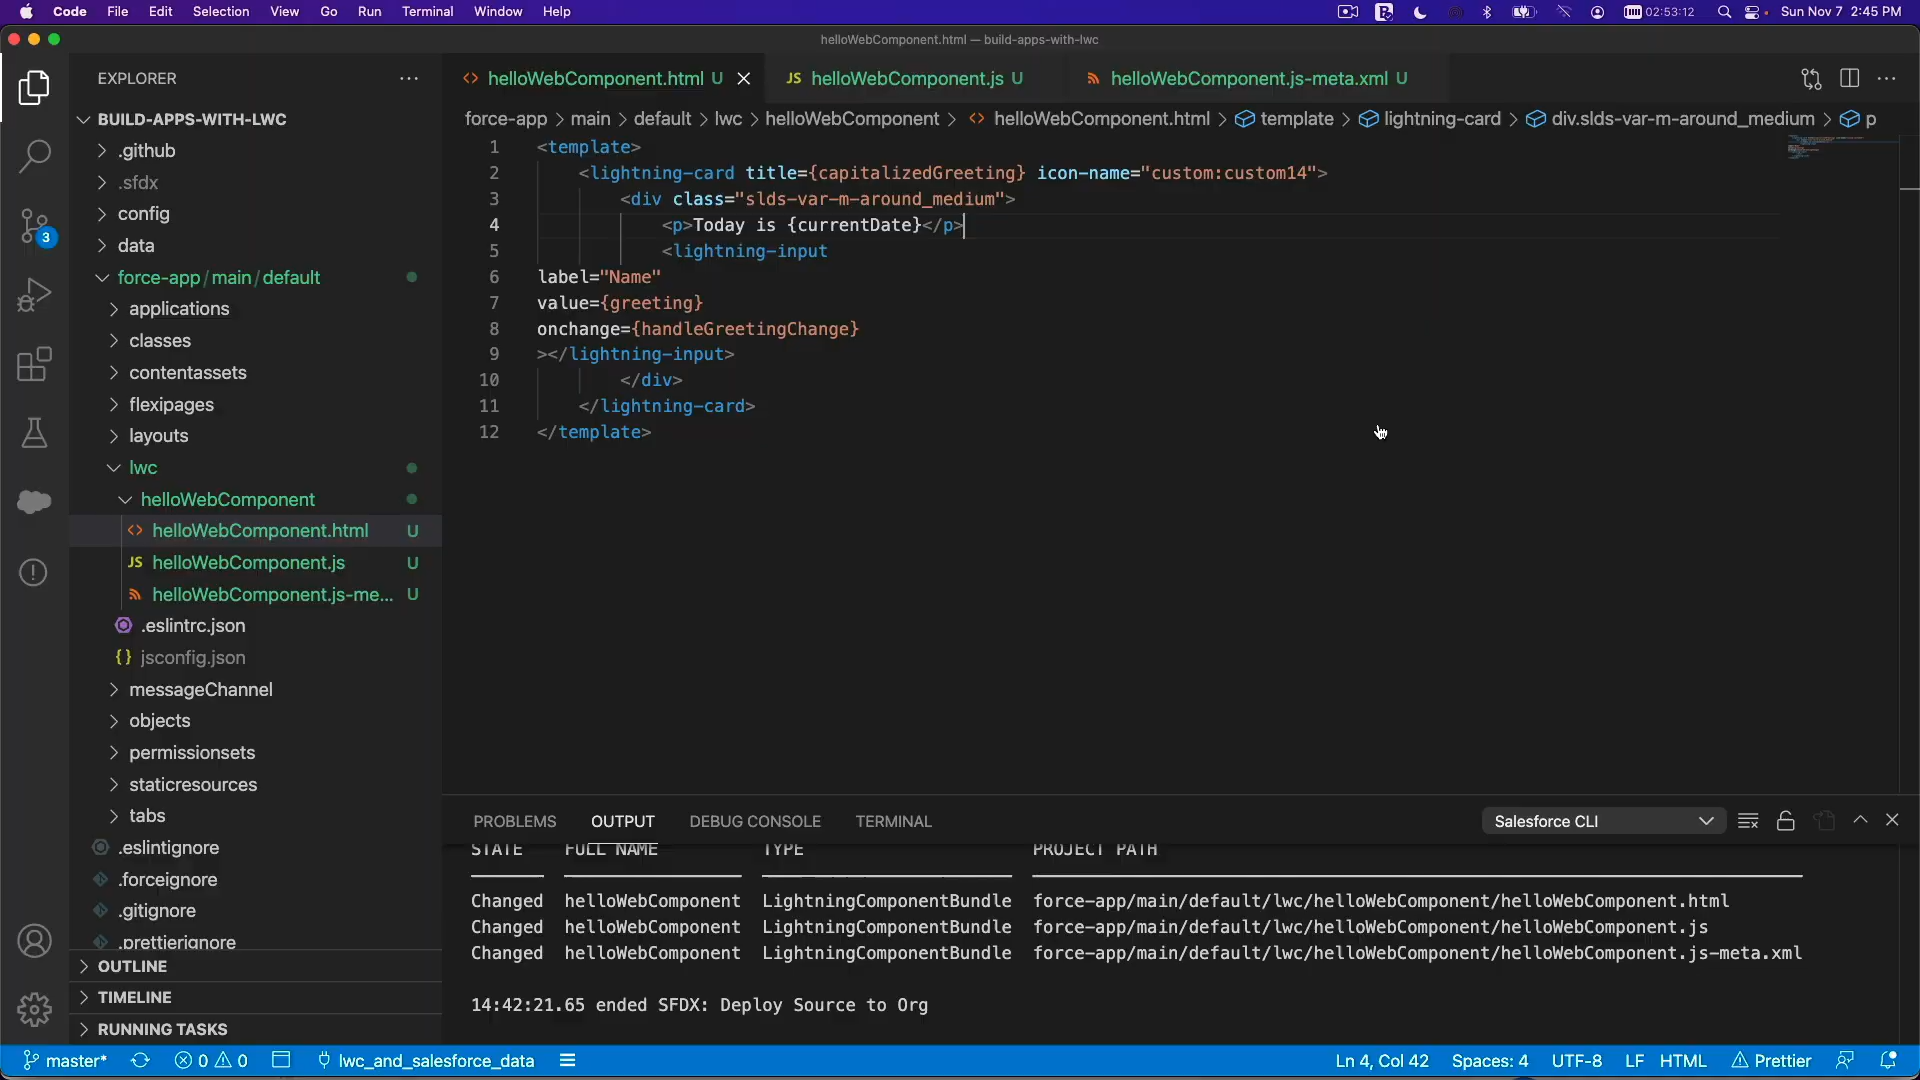 Code File Edit Selection View Go Run Terminal Window Help 02:53:12 Sun Nov 7 2:45 PM
helloWebComponent.html — build-apps-with-lwc
EXPLORER
BUILD-APPS-WITH-LWC
.github
.sfdx
config
data
force-app/main/default
applications
classes
contentassets
flexipages
layouts
lwc
helloWebComponent
helloWebComponent.html U
JS helloWebComponent.js U
helloWebComponent.js-me... U
.eslintrc.json
{} jsconfig.json
messageChannel
objects
permissionsets
staticresources
tabs
.eslintignore
.forceignore
.gitignore
.prettierignore
OUTLINE
TIMELINE
RUNNING TASKS
3
helloWebComponent.html U JS helloWebComponent.js U helloWebComponent.js-meta.xml U
force-app > main > default > lwc > helloWebComponent > helloWebComponent.html > template > lightning-card > div.slds-var-m-around_medium > p
1 <template>
2 <lightning-card title={capitalizedGreeting} icon-name="custom:custom14">
3 <div class="slds-var-m-around_medium">
4 <p>Today is {currentDate}</p>
5 <lightning-input
6 label="Name"
7 value={greeting}
8 onchange={handleGreetingChange}
9 ></lightning-input>
10 </div>
11 </lightning-card>
12 </template>
PROBLEMS OUTPUT DEBUG CONSOLE TERMINAL Salesforce CLI
STATE FULL NAME TYPE PROJECT PATH
Changed helloWebComponent LightningComponentBundle force-app/main/default/lwc/helloWebComponent/helloWebComponent.html
Changed helloWebComponent LightningComponentBundle force-app/main/default/lwc/helloWebComponent/helloWebComponent.js
Changed helloWebComponent LightningComponentBundle force-app/main/default/lwc/helloWebComponent/helloWebComponent.js-meta.xml
14:42:21.65 ended SFDX: Deploy Source to Org
master* 0 0 lwc_and_salesforce_data Ln 4, Col 42 Spaces: 4 UTF-8 LF HTML Prettier